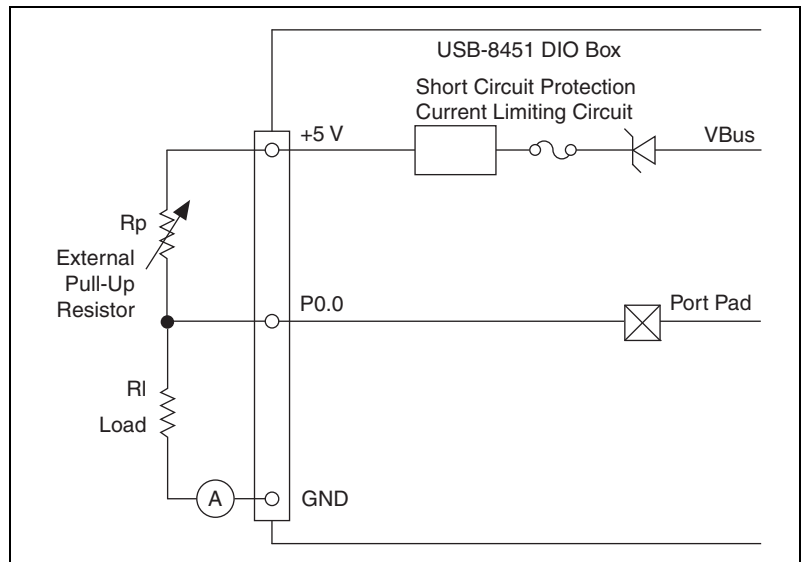 USB-8451 DIO Box
Short Circuit Protection
Current Limiting Circuit
+5 V
VBus
Rp
External
Pull-Up
Resistor
P0.0
Port Pad
Rl
Load
A
GND